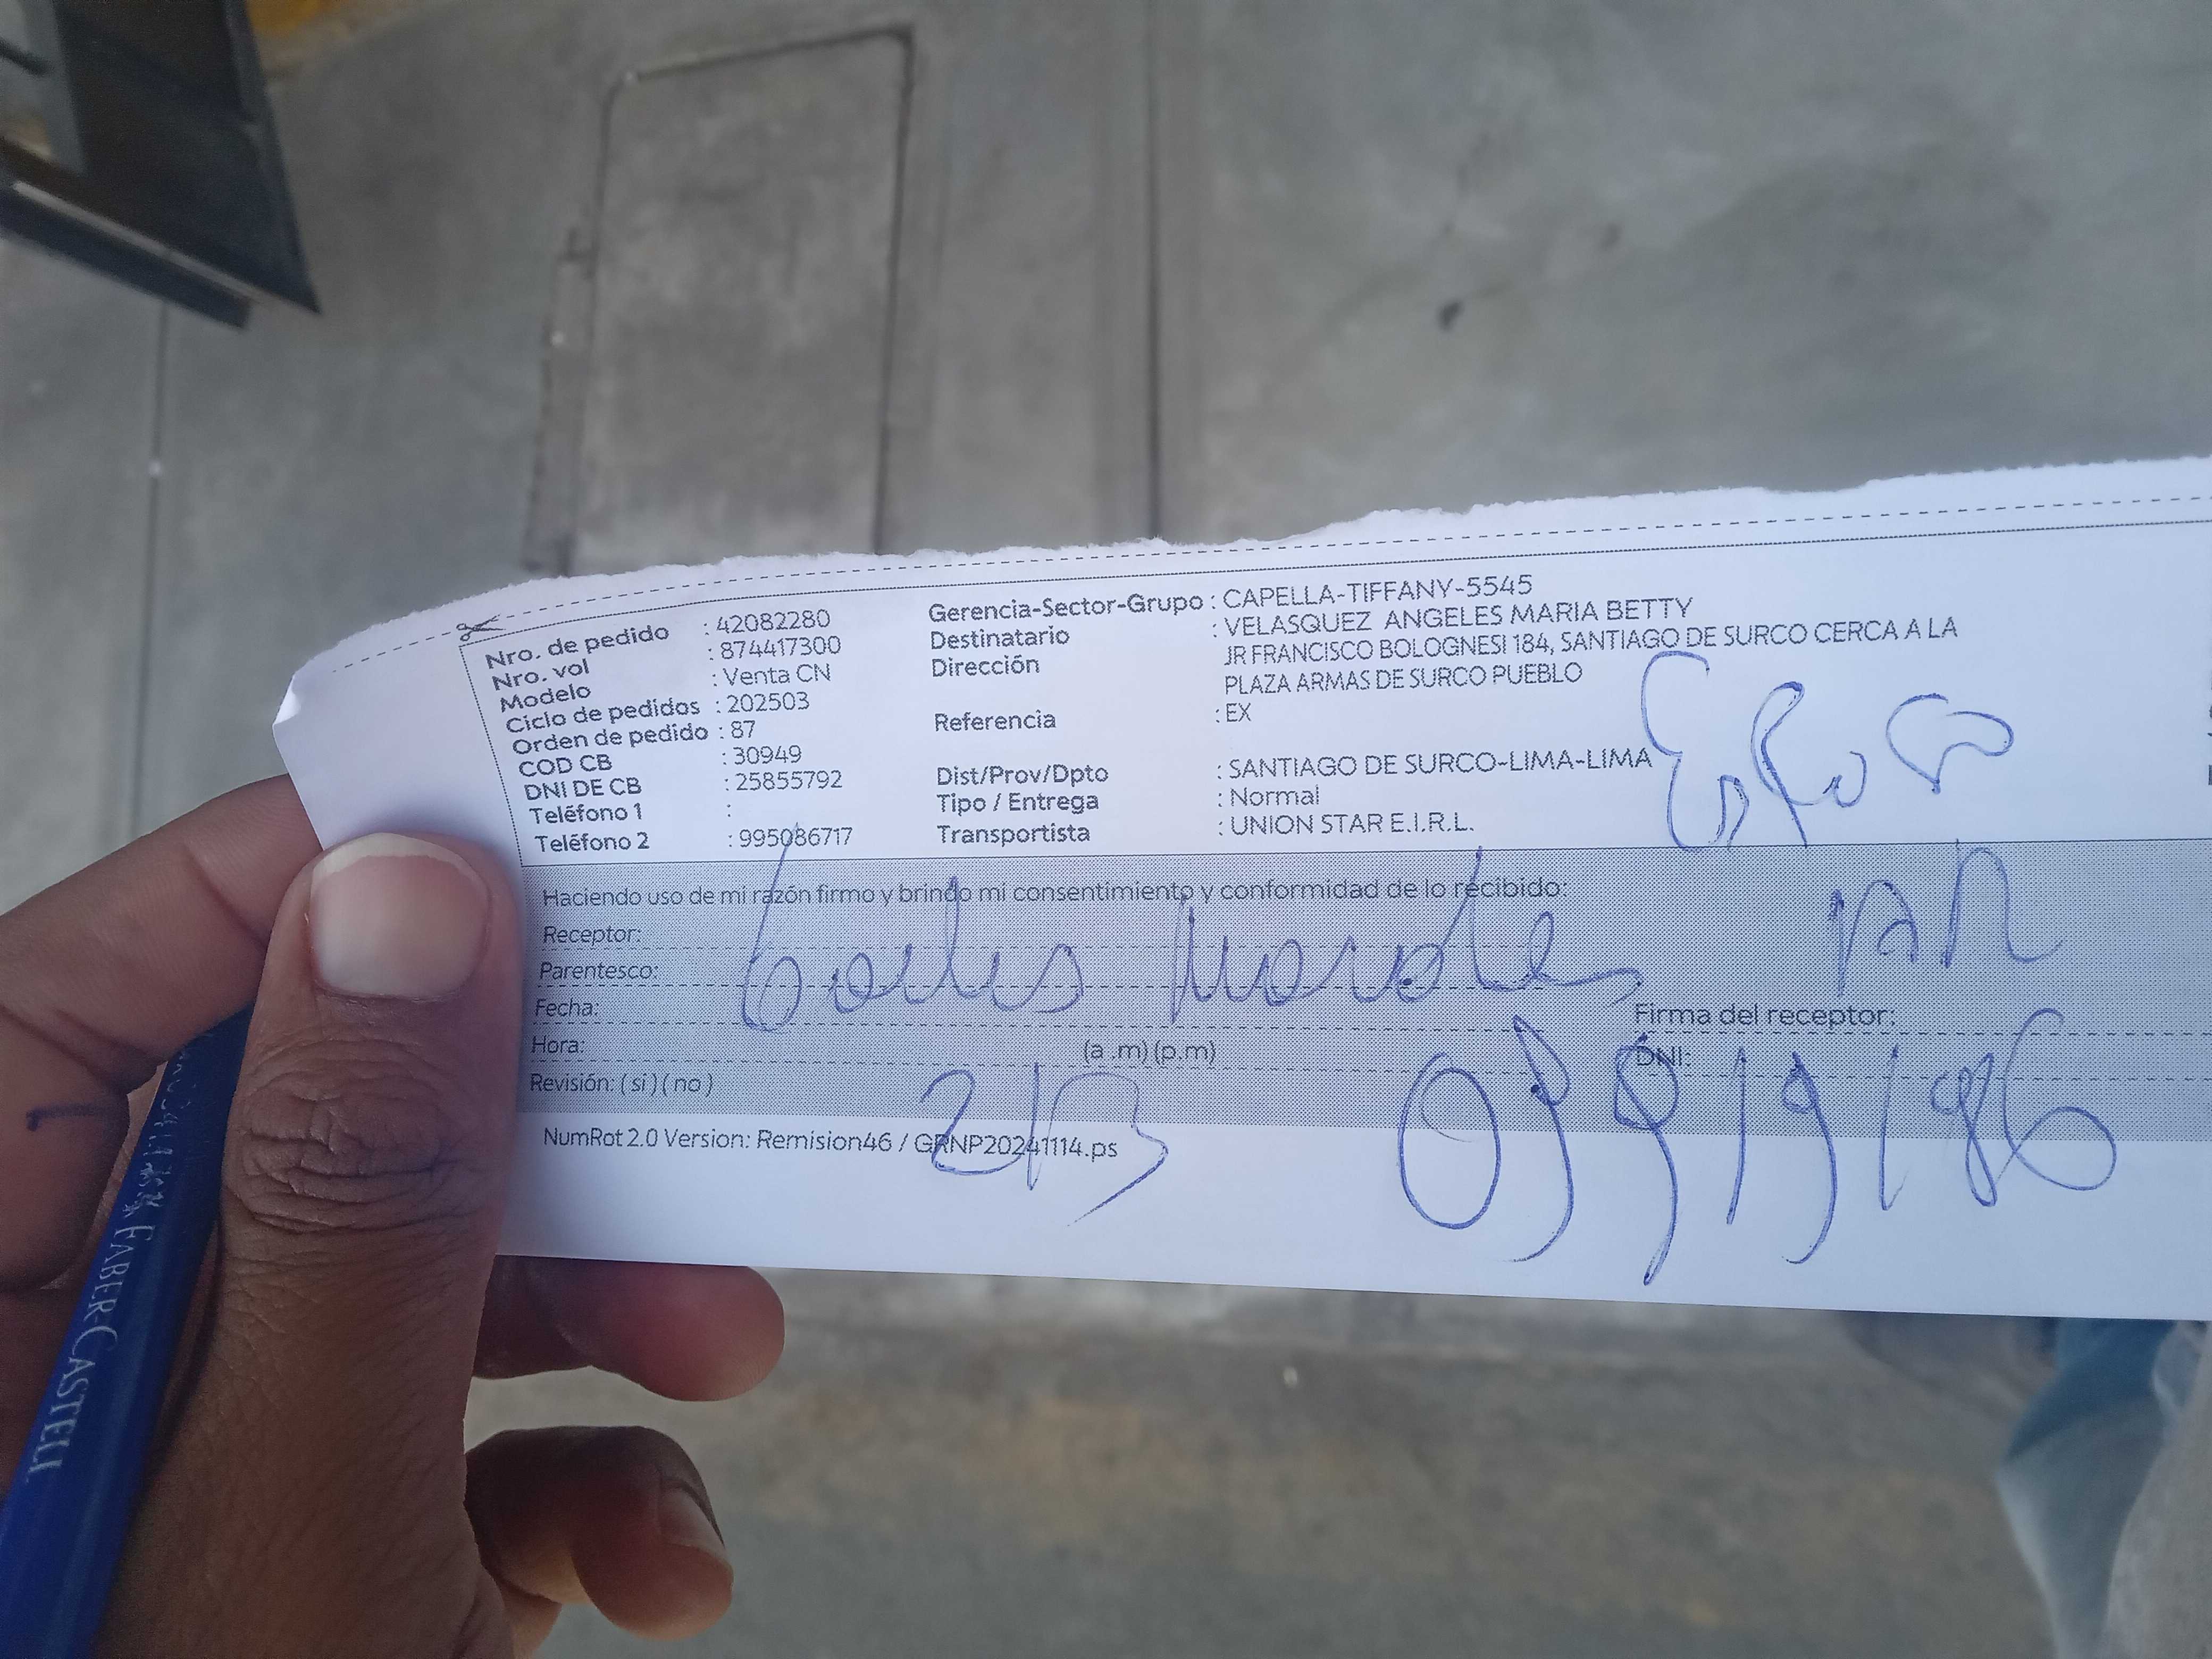 Nro. de pedido : 42082280
Nro. vol : 874417300
Modelo : Venta CN
Ciclo de pedidos : 202503
Orden de pedido : 87
COD CB : 30949
DNI DE CB : 25855792
Teléfono 1 :
Teléfono 2 : 995086717
Gerencia-Sector-Grupo : CAPELLA-TIFFANY-5545
Destinatario : VELASQUEZ ANGELES MARIA BETTY
Dirección JR FRANCISCO BOLOGNESI 184, SANTIAGO DE SURCO CERCA A LA
PLAZA ARMAS DE SURCO PUEBLO
Referencia : EX
Dist/Prov/Dpto : SANTIAGO DE SURCO-LIMA-LIMA
Tipo / Entrega : Normal
Transportista : UNION STAR E.I.R.L.
Esposo
Haciendo uso de mi razón firmo y brindo mi consentimiento y conformidad de lo recibido:
Receptor:
Parentesco:
Carlos Morales
Fecha:
Firma del receptor:
Hora: (a .m) (p.m)
DNI:
Revisión: ( si ) ( no )
213
NumRot 2.0 Version: Remision46 / GRNP20241114.ps
FABER-CASTELL